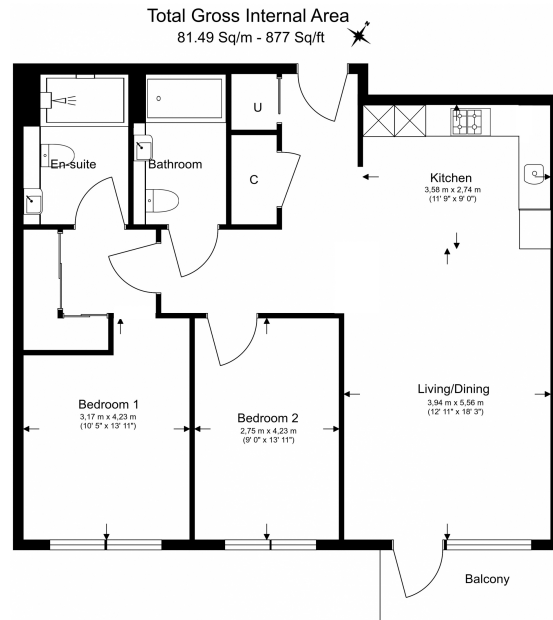 Total Gross Internal Area
81.49 Sq/m - 877 Sq/ft
U
En-suite
Bathroom
C
Kitchen
3,58 m x 2,74 m
(11' 9" x 9' 0")
Bedroom 1
3,17 m x 4,23 m
(10' 5" x 13' 11")
Bedroom 2
2,75 m x 4,23 m
(9' 0" x 13' 11")
Living/Dining
3,94 m x 5,56 m
(12' 11" x 18' 3")
Balcony